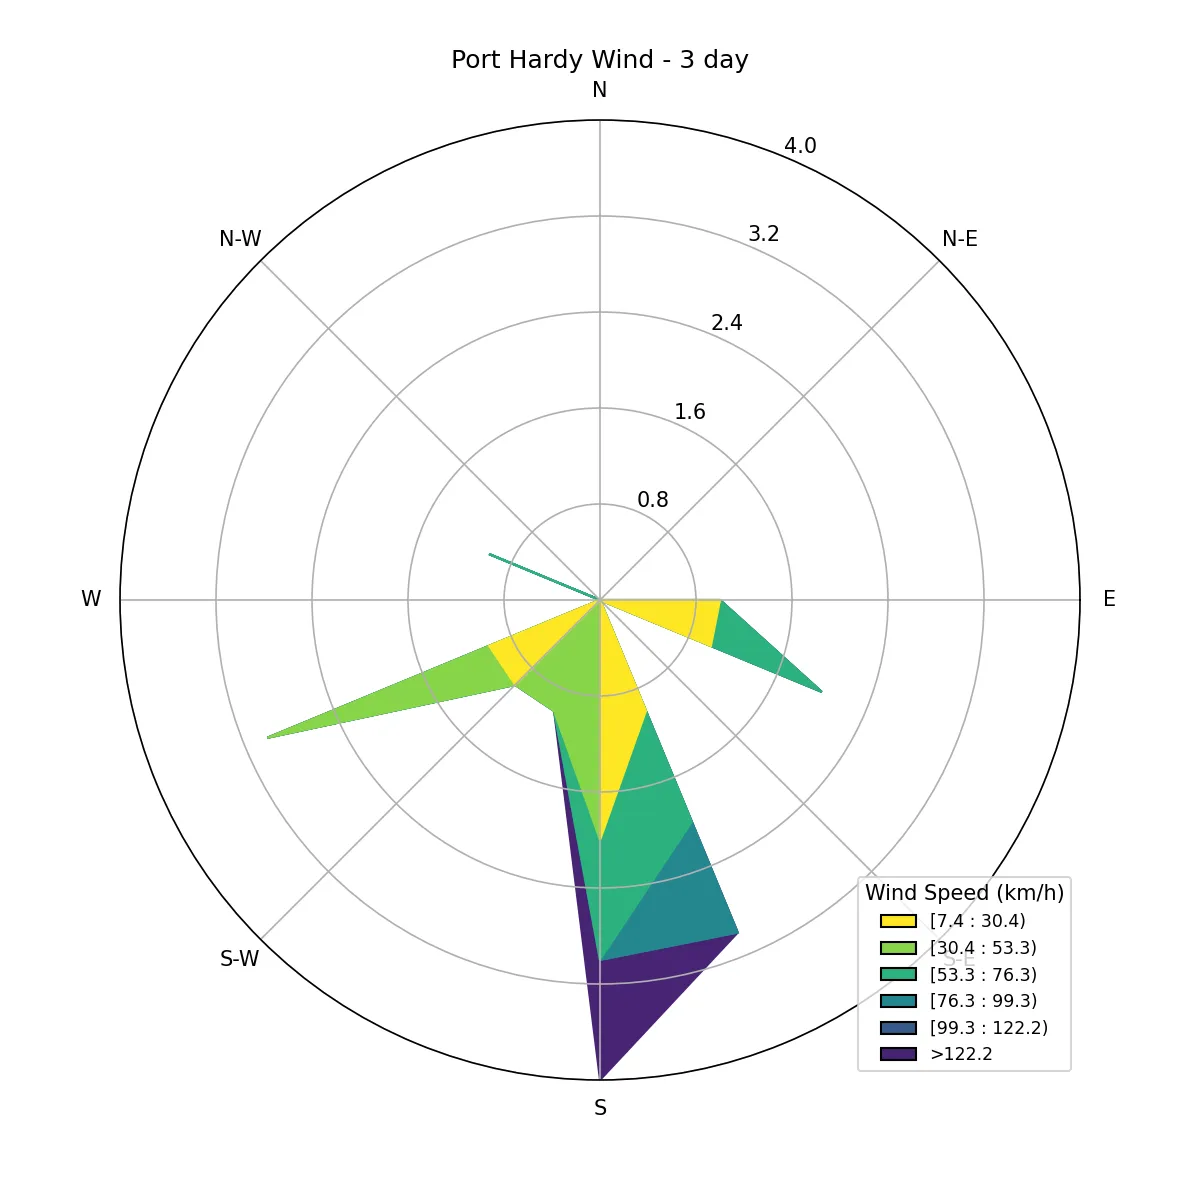 Port Hardy Wind - 3 day
N
4.0
N-W
3.2
N-E
2.4
1.6
0.8
W
E
Wind Speed (km/h)
[7.4 : 30.4)
[30.4 : 53.3)
S-W
S-E
[53.3 : 76.3)
[76.3 : 99.3)
[99.3 : 122.2)
>122.2
S